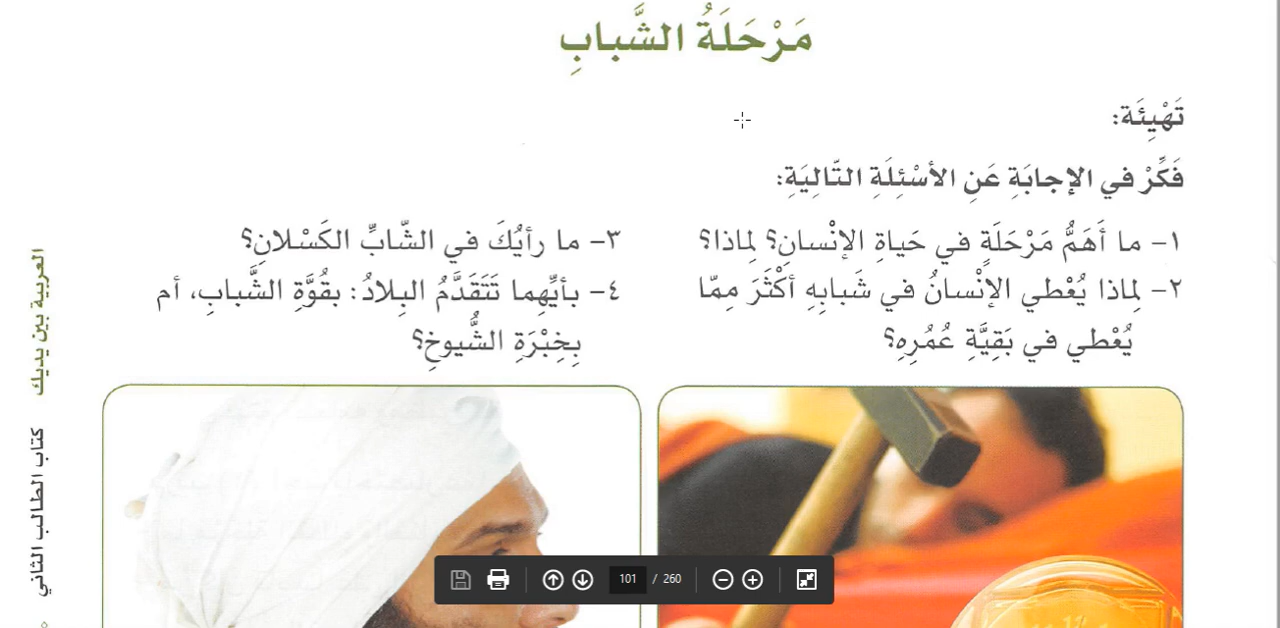 مَرْحَلَةُ الشَّبابِ
تَهْيِئَة:
فَكِّرْ في الإجابَةِ عَنِ الأسْئِلَةِ التّالِيَةِ:
١- ما أَهَمُّ مَرْحَلَةٍ في حَياةِ الإنْسانِ؟ لِماذا؟
٢- لِماذا يُعْطي الإنْسانُ في شَبابِهِ أكْثَرَ مِمّا
يُعْطي في بَقِيَّةِ عُمُرِهِ؟
٣- ما رأيُكَ في الشّابِّ الكَسْلانِ؟
٤- بأيِّهِما تَتَقَدَّمُ البِلادُ: بقُوَّةِ الشَّبابِ، أم
بِخِبْرَةِ الشُّيوخِ؟
العربية بين يديك
كتاب الطالب الثاني
101 / 260